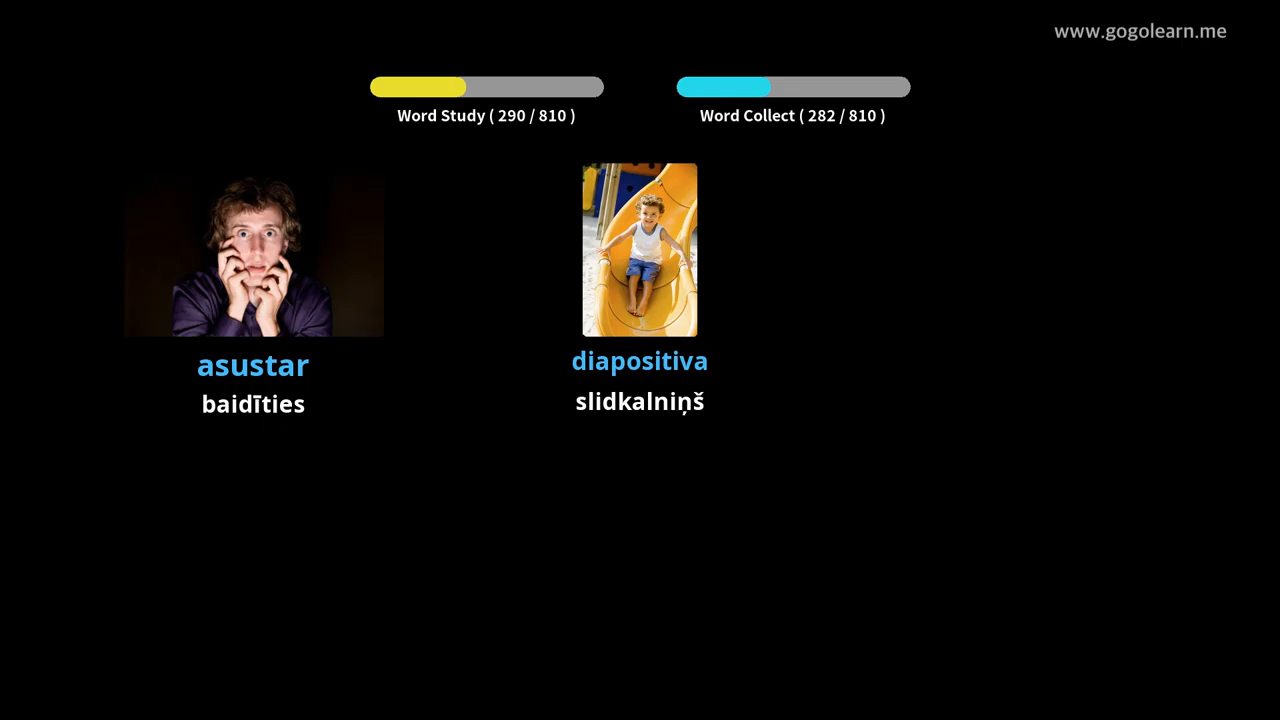 www.gogolearn.me
Word Study ( 290 / 810 )
Word Collect ( 282 / 810 )
asustar
baidīties
diapositiva
slidkalniņš